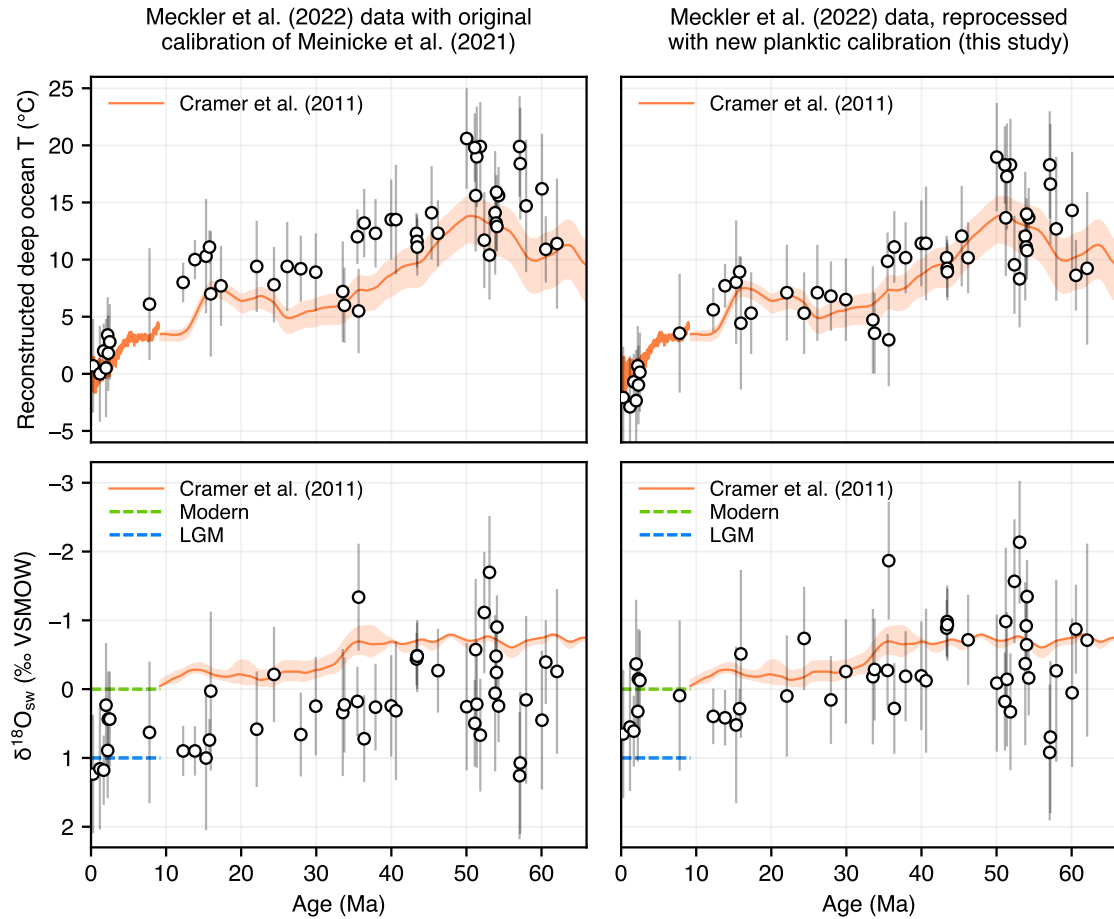 Meckler et al. (2022) data with original
calibration of Meinicke et al. (2021)
Meckler et al. (2022) data, reprocessed
with new planktic calibration (this study)
Reconstructed deep ocean T (°C)
25
20
15
10
5
0
−5
Cramer et al. (2011)
Cramer et al. (2011)
δ¹⁸Osw (‰ VSMOW)
−3
−2
−1
0
1
2
Cramer et al. (2011)
Modern
LGM
Cramer et al. (2011)
Modern
LGM
0 10 20 30 40 50 60
Age (Ma)
0 10 20 30 40 50 60
Age (Ma)